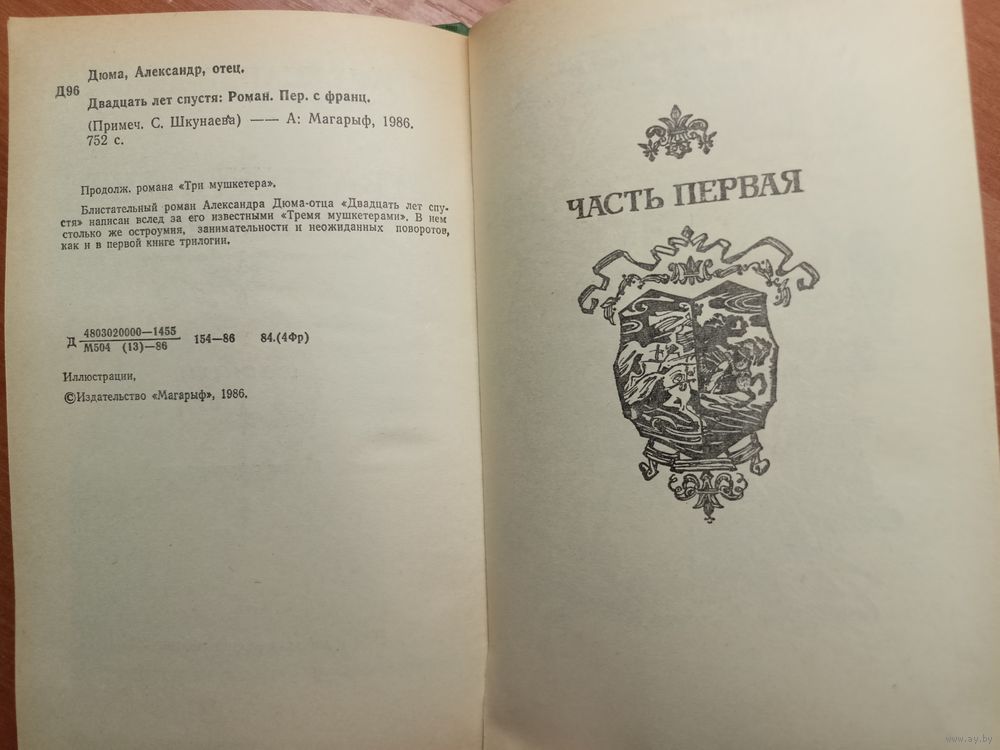 Дюма, Александр, отец.
Д96
Двадцать лет спустя: Роман. Пер. с франц.
(Примеч. С. Шкунаева) —— А: Магарыф, 1986.
752 с.
Продолж. романа «Три мушкетера».
Блистательный роман Александра Дюма-отца «Двадцать лет спу-
стя» написан вслед за его известными «Тремя мушкетерами». В нем
столько же остроумия, занимательности и неожиданных поворотов,
как и в первой книге трилогии.
Д 4803020000—1455 154—86 84.(4Фр)
М504 (13)—86
Иллюстрации,
©Издательство «Магарыф», 1986.
ЧАСТЬ ПЕРВАЯ
www.ay.by